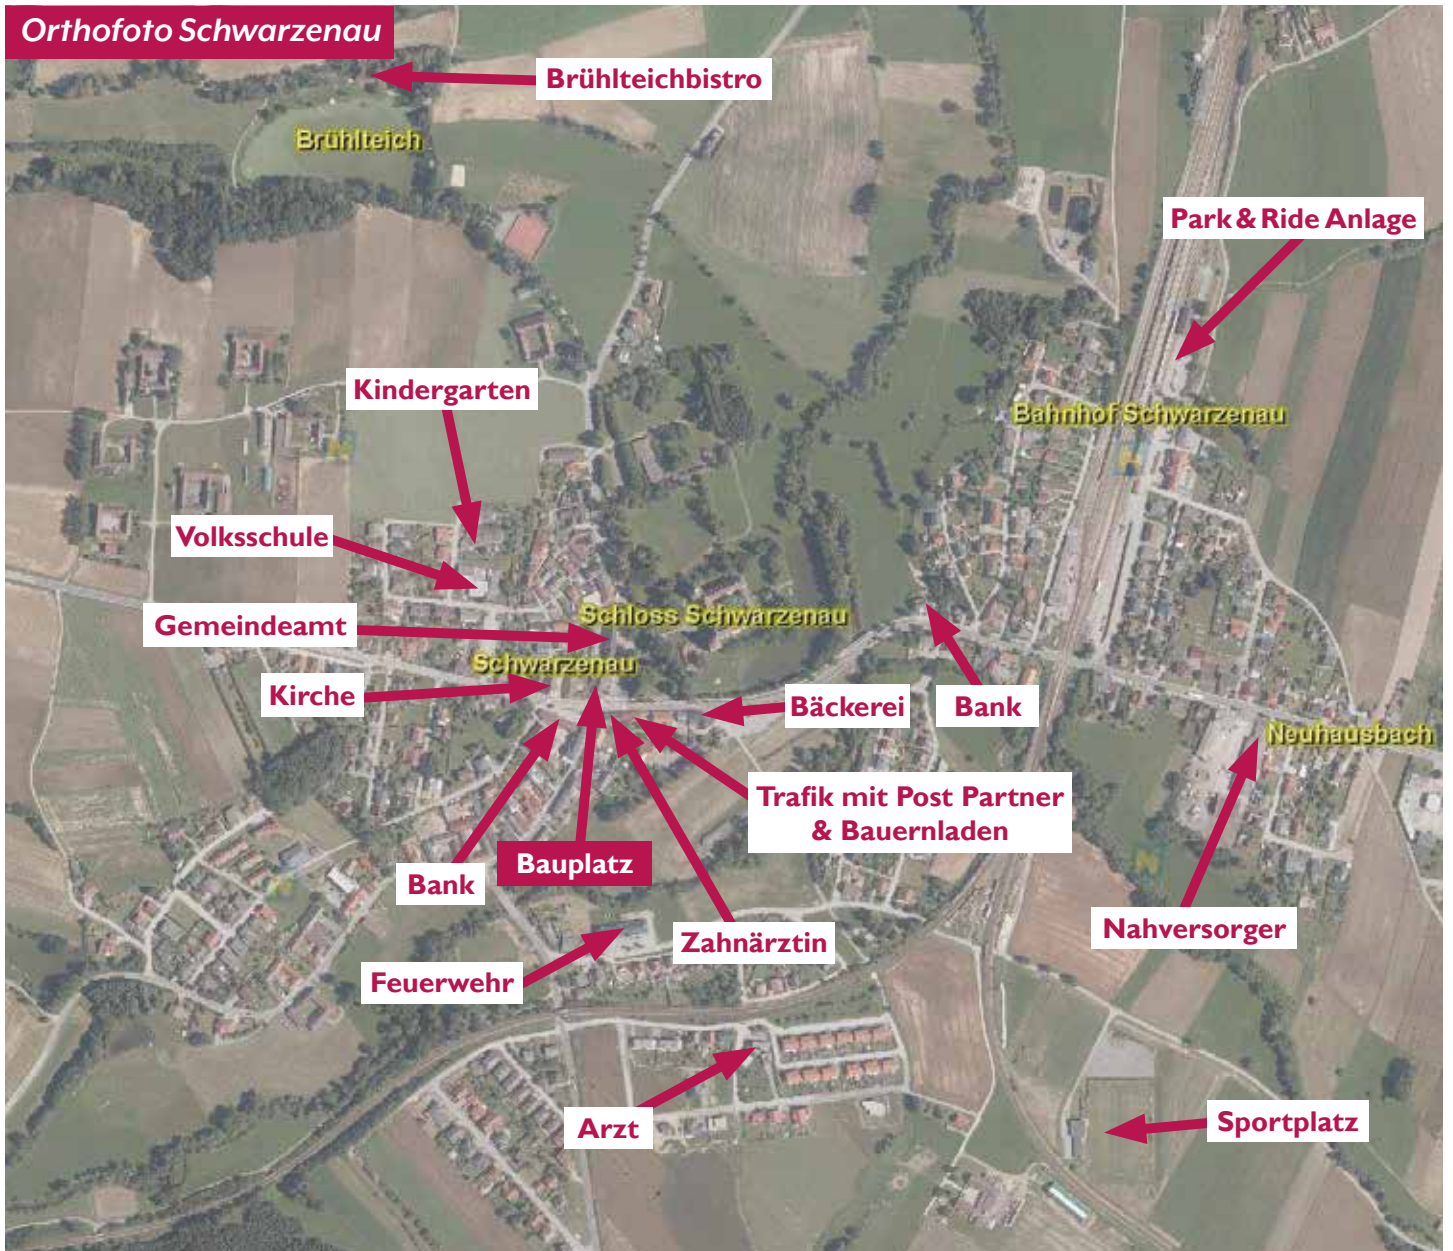 Orthofoto Schwarzenau
Brühlteichbistro
Brühlteich
Park & Ride Anlage
Kindergarten
Bahnhof Schwarzenau
Volksschule
Schloss Schwarzenau
Gemeindeamt
Schwarzenau
Kirche
Bäckerei
Bank
Neuhausbach
Trafik mit Post Partner
& Bauernladen
Bauplatz
Bank
Nahversorger
Zahnärztin
Feuerwehr
Arzt
Sportplatz